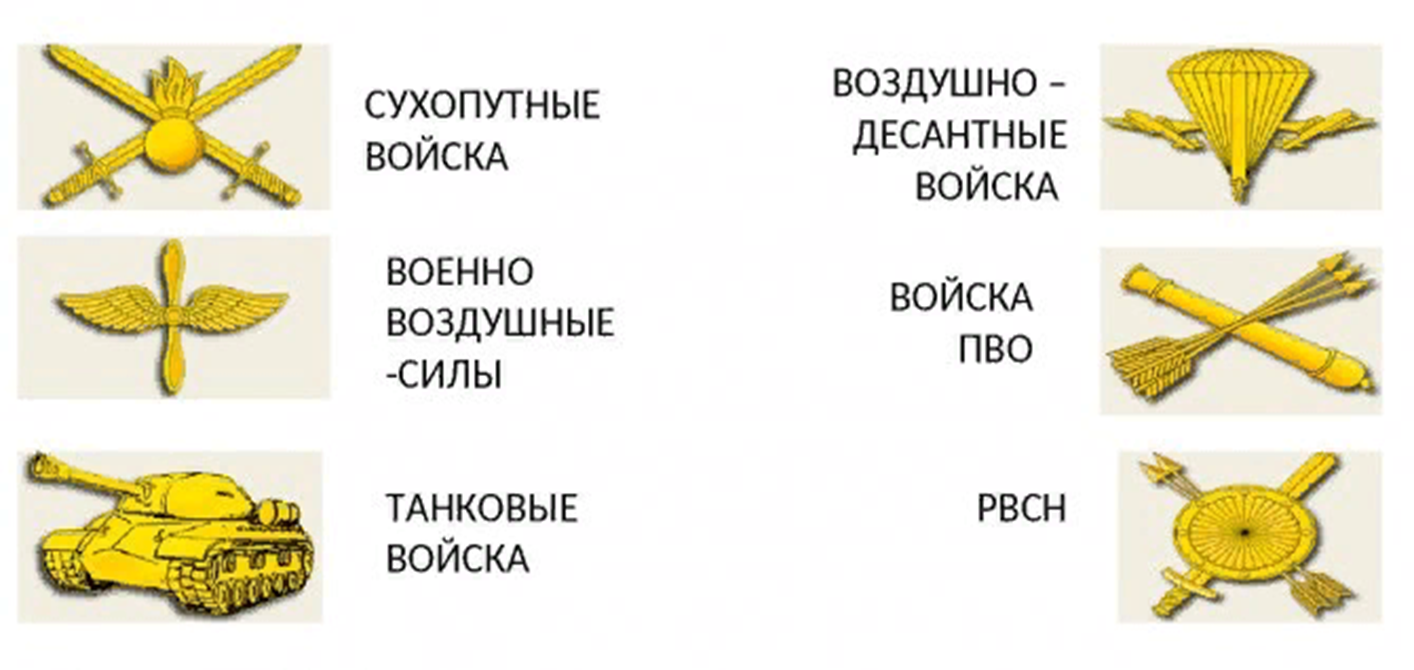 СУХОПУТНЫЕ
ВОЙСКА
ВОЗДУШНО –
ДЕСАНТНЫЕ
ВОЙСКА
ВОЕННО
ВОЗДУШНЫЕ
-СИЛЫ
ВОЙСКА
ПВО
ТАНКОВЫЕ
ВОЙСКА
РВСН